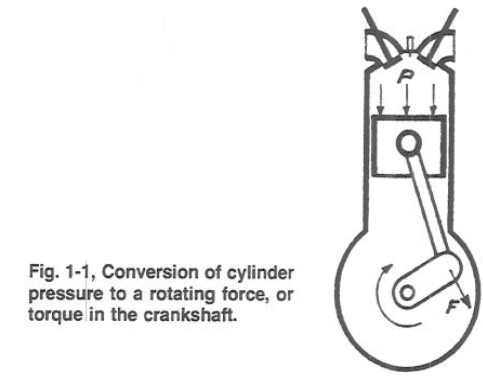 P
F
Fig. 1-1, Conversion of cylinder
pressure to a rotating force, or
torque in the crankshaft.